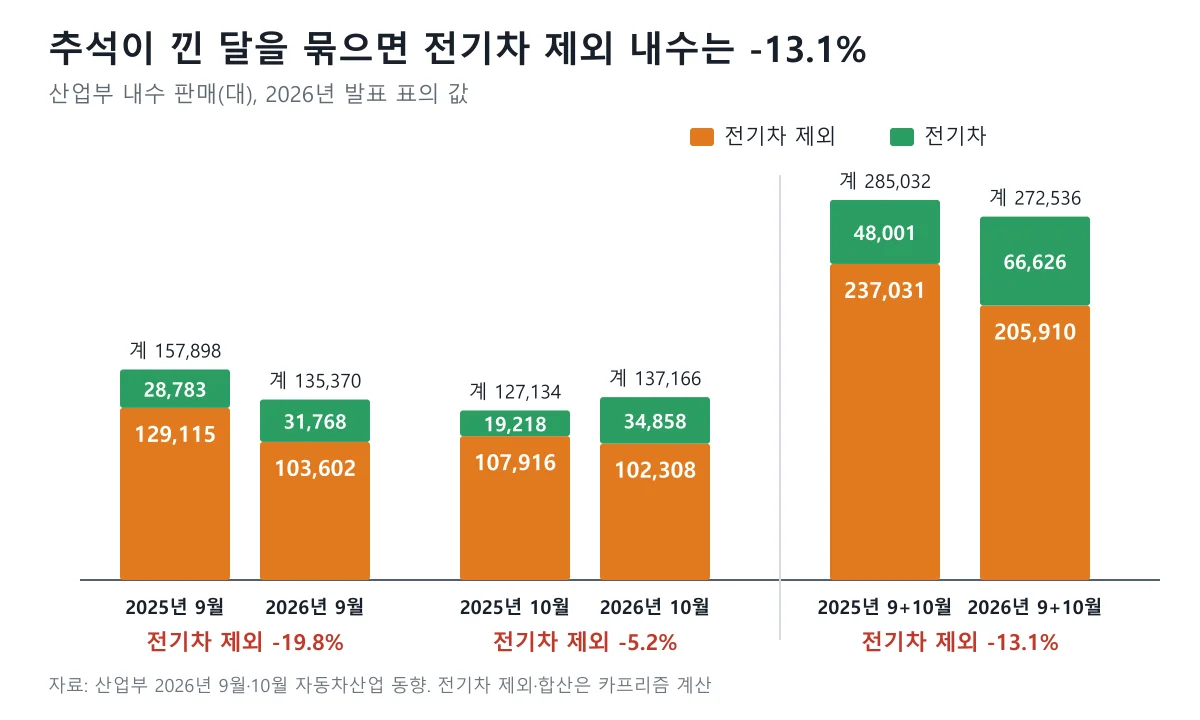 추석이 낀 달을 묶으면 전기차 제외 내수는 -13.1%
산업부 내수 판매(대), 2026년 발표 표의 값
전기차 제외 전기차
계 285,032
계 272,536
48,001
66,626
237,031
205,910
계 157,898
계 135,370
계 127,134
계 137,166
28,783
31,768
19,218
34,858
129,115
103,602
107,916
102,308
2025년 9월 2026년 9월 2025년 10월 2026년 10월 2025년 9+10월 2026년 9+10월
전기차 제외 -19.8% 전기차 제외 -5.2% 전기차 제외 -13.1%
자료: 산업부 2026년 9월·10월 자동차산업 동향. 전기차 제외·합산은 카프리즘 계산